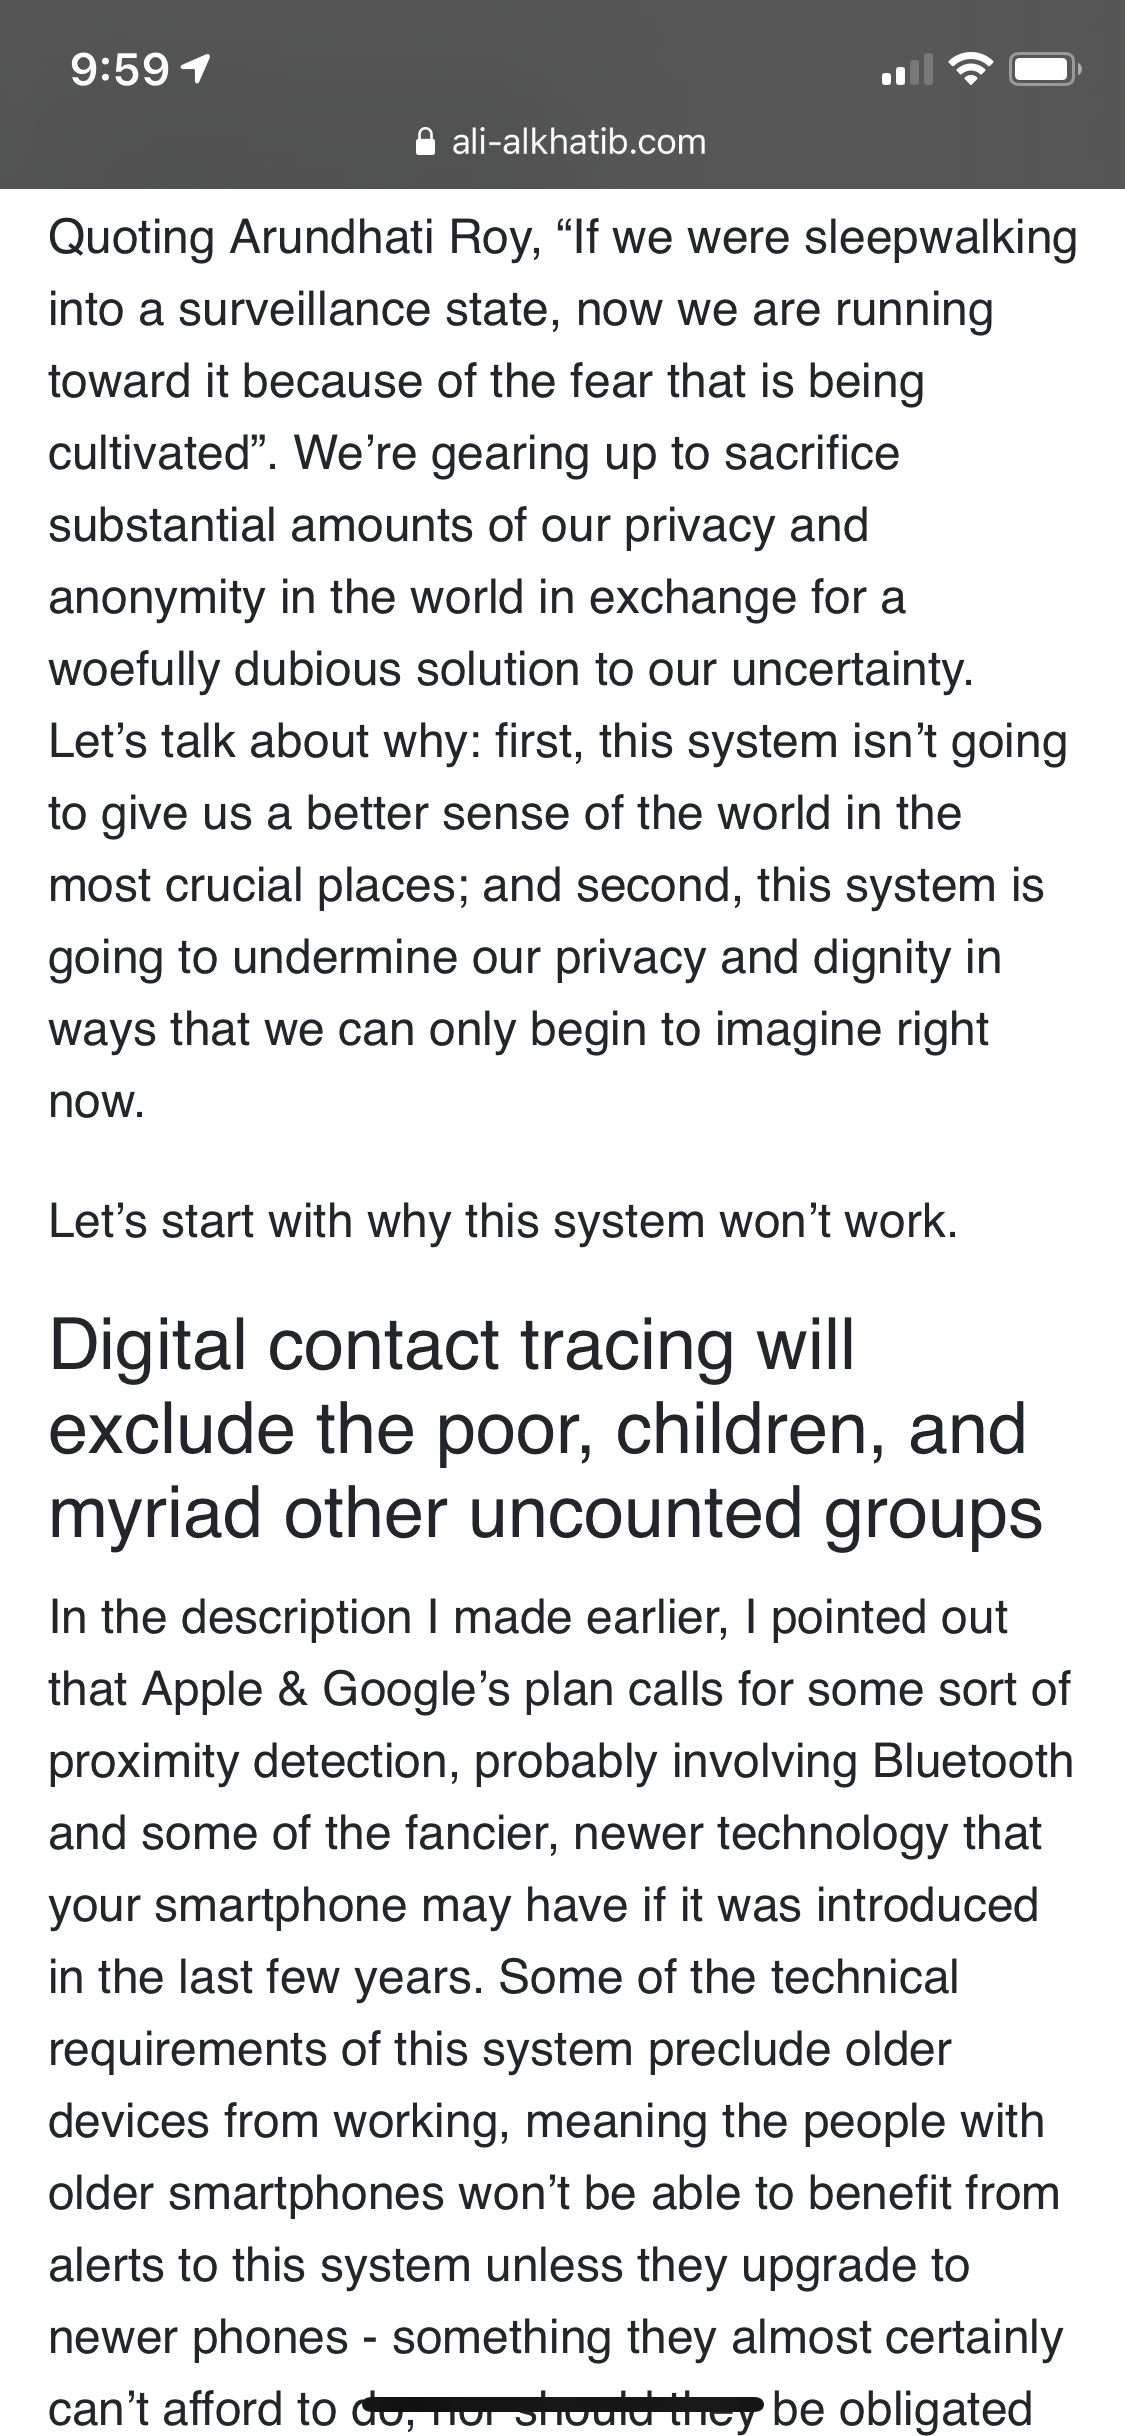 9:59
ali-alkhatib.com
Quoting Arundhati Roy, “If we were sleepwalking
into a surveillance state, now we are running
toward it because of the fear that is being
cultivated”. We’re gearing up to sacrifice
substantial amounts of our privacy and
anonymity in the world in exchange for a
woefully dubious solution to our uncertainty.
Let’s talk about why: first, this system isn’t going
to give us a better sense of the world in the
most crucial places; and second, this system is
going to undermine our privacy and dignity in
ways that we can only begin to imagine right
now.
Let’s start with why this system won’t work.
Digital contact tracing will
exclude the poor, children, and
myriad other uncounted groups
In the description I made earlier, I pointed out
that Apple & Google’s plan calls for some sort of
proximity detection, probably involving Bluetooth
and some of the fancier, newer technology that
your smartphone may have if it was introduced
in the last few years. Some of the technical
requirements of this system preclude older
devices from working, meaning the people with
older smartphones won’t be able to benefit from
alerts to this system unless they upgrade to
newer phones - something they almost certainly
can’t afford to do, nor should they be obligated